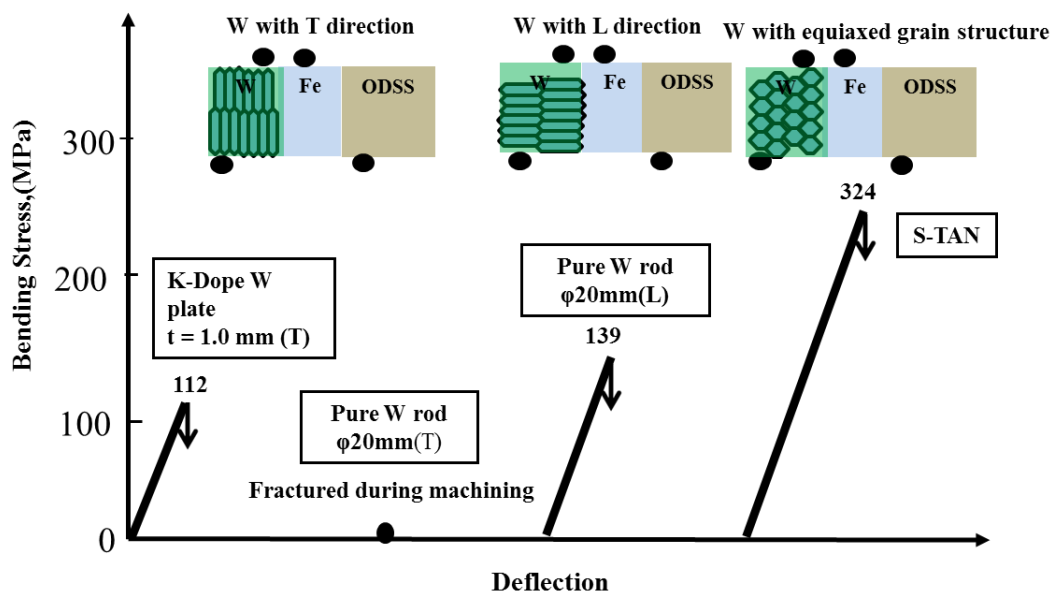 W with T direction
W with L direction
W with equiaxed grain structure
W
Fe
ODSS
W
Fe
ODSS
W
Fe
ODSS
Bending Stress,(MPa)
300
200
100
0
K-Dope W
plate
t = 1.0 mm (T)
112
Pure W rod
φ20mm(T)
Fractured during machining
Pure W rod
φ20mm(L)
139
324
S-TAN
Deflection